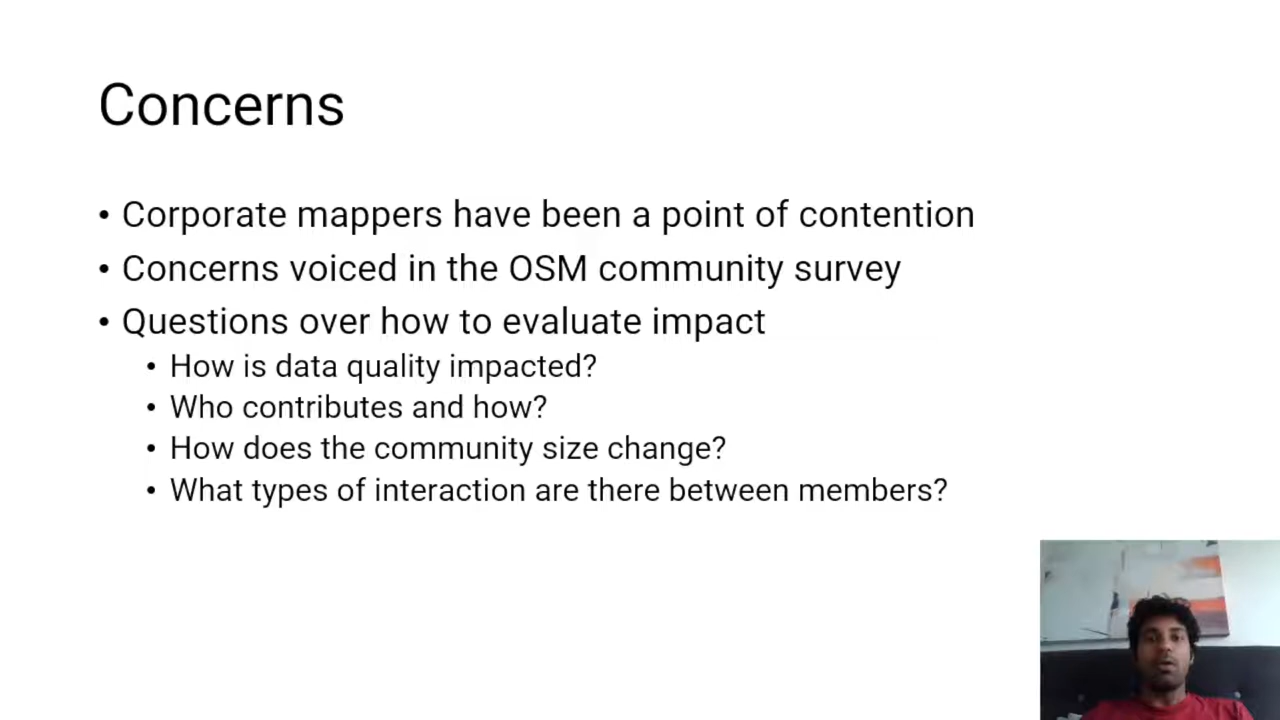 Concerns
• Corporate mappers have been a point of contention
• Concerns voiced in the OSM community survey
• Questions over how to evaluate impact
• How is data quality impacted?
• Who contributes and how?
• How does the community size change?
• What types of interaction are there between members?